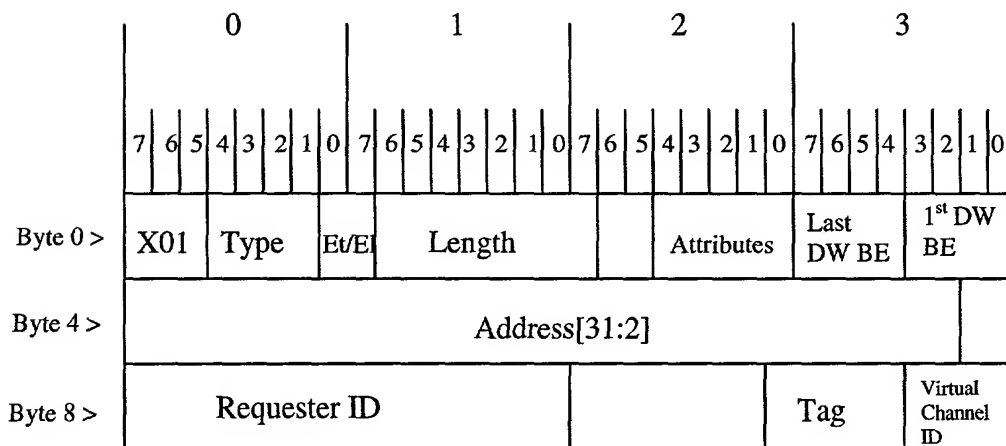 0 1 2 3
7 6 5 4 3 2 1 0 7 6 5 4 3 2 1 0 7 6 5 4 3 2 1 0 7 6 5 4 3 2 1 0
Byte 0 > X01 Type Et/El Length Attributes Last DW BE 1st DW BE
Byte 4 > Address[31:2]
Byte 8 > Requester ID Tag Virtual Channel ID